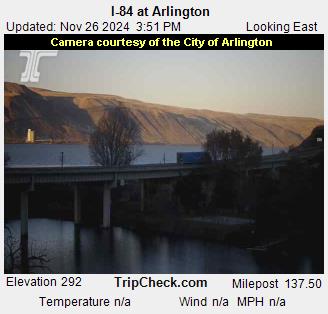 I-84 at Arlington
Updated: Nov 26 2024 3:51 PM Looking East
Camera courtesy of the City of Arlington
Elevation 292 TripCheck.com Milepost 137.50
Temperature n/a Wind n/a MPH n/a